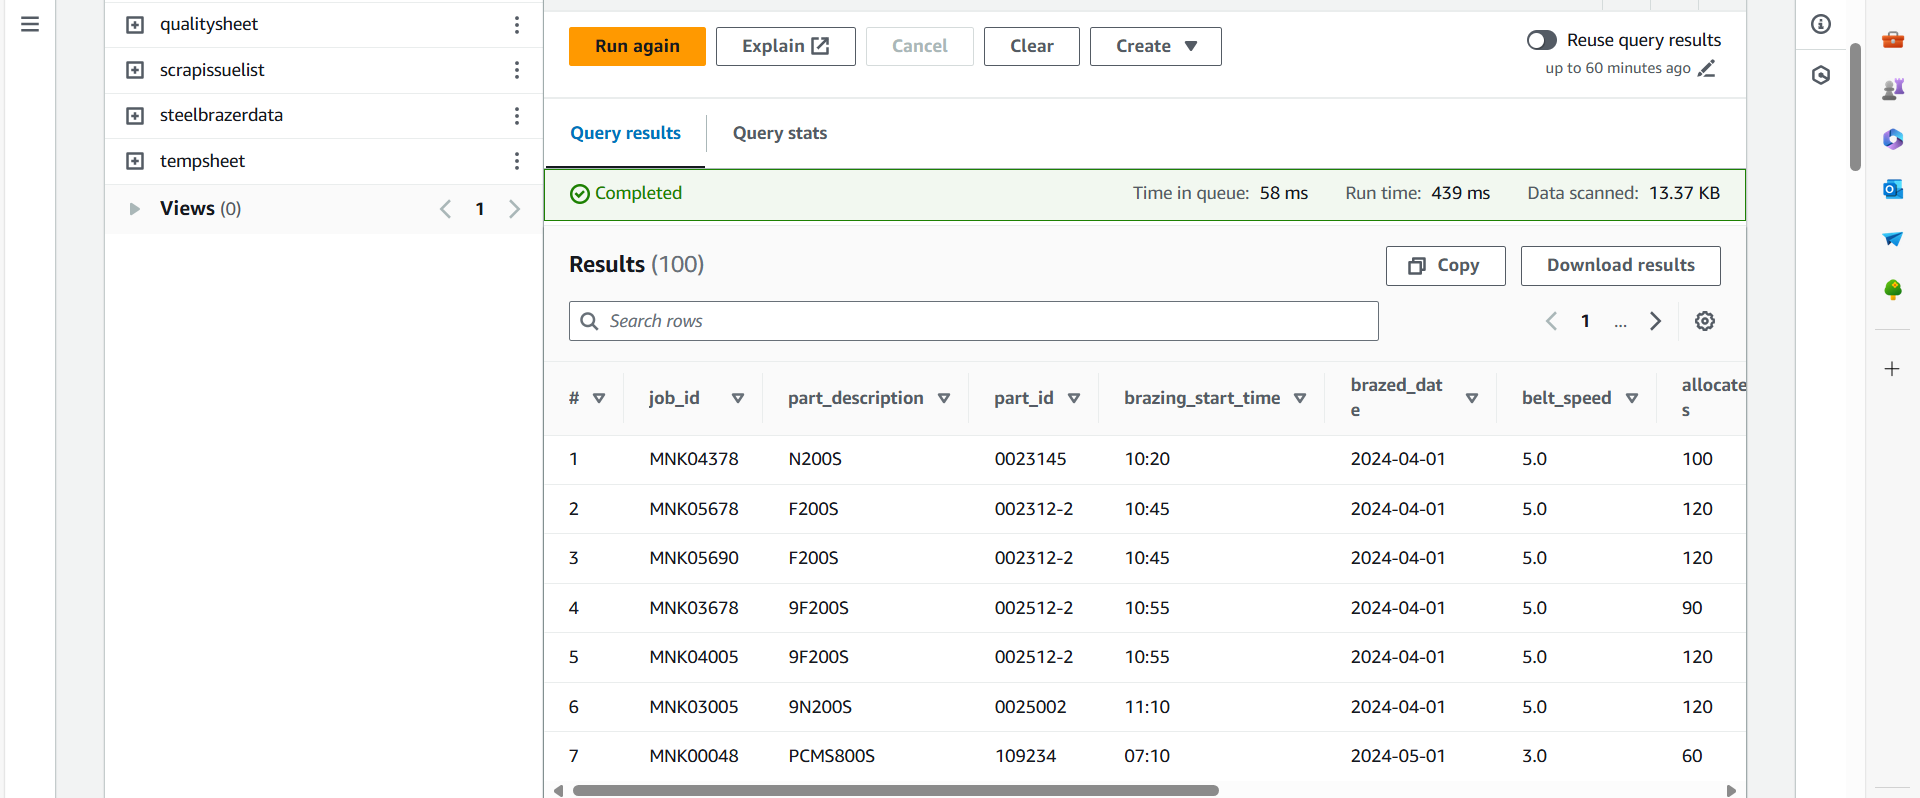 qualitysheet
scrapissuelist
steelbrazerdata
tempsheet
Views (0) 1
Run again Explain Cancel Clear Create
Reuse query results
up to 60 minutes ago
Query results Query stats
Completed Time in queue: 58 ms Run time: 439 ms Data scanned: 13.37 KB
Results (100) Copy Download results
Search rows 1 ...
# job_id part_description part_id brazing_start_time brazed_dat belt_speed allocate
e s
1 MNK04378 N200S 0023145 10:20 2024-04-01 5.0 100
2 MNK05678 F200S 002312-2 10:45 2024-04-01 5.0 120
3 MNK05690 F200S 002312-2 10:45 2024-04-01 5.0 120
4 MNK03678 9F200S 002512-2 10:55 2024-04-01 5.0 90
5 MNK04005 9F200S 002512-2 10:55 2024-04-01 5.0 120
6 MNK03005 9N200S 0025002 11:10 2024-04-01 5.0 120
7 MNK00048 PCMS800S 109234 07:10 2024-05-01 3.0 60